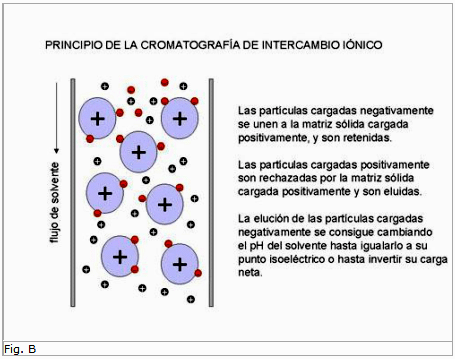 PRINCIPIO DE LA CROMATOGRAFÍA DE INTERCAMBIO IÓNICO
flujo de solvente
Las partículas cargadas negativamente
se unen a la matriz sólida cargada
positivamente, y son retenidas.
Las partículas cargadas positivamente
son rechazadas por la matriz sólida
cargada positivamente y son eluidas.
La elución de las partículas cargadas
negativamente se consigue cambiando
el pH del solvente hasta igualarlo a su
punto isoeléctrico o hasta invertir su carga
neta.
Fig. B